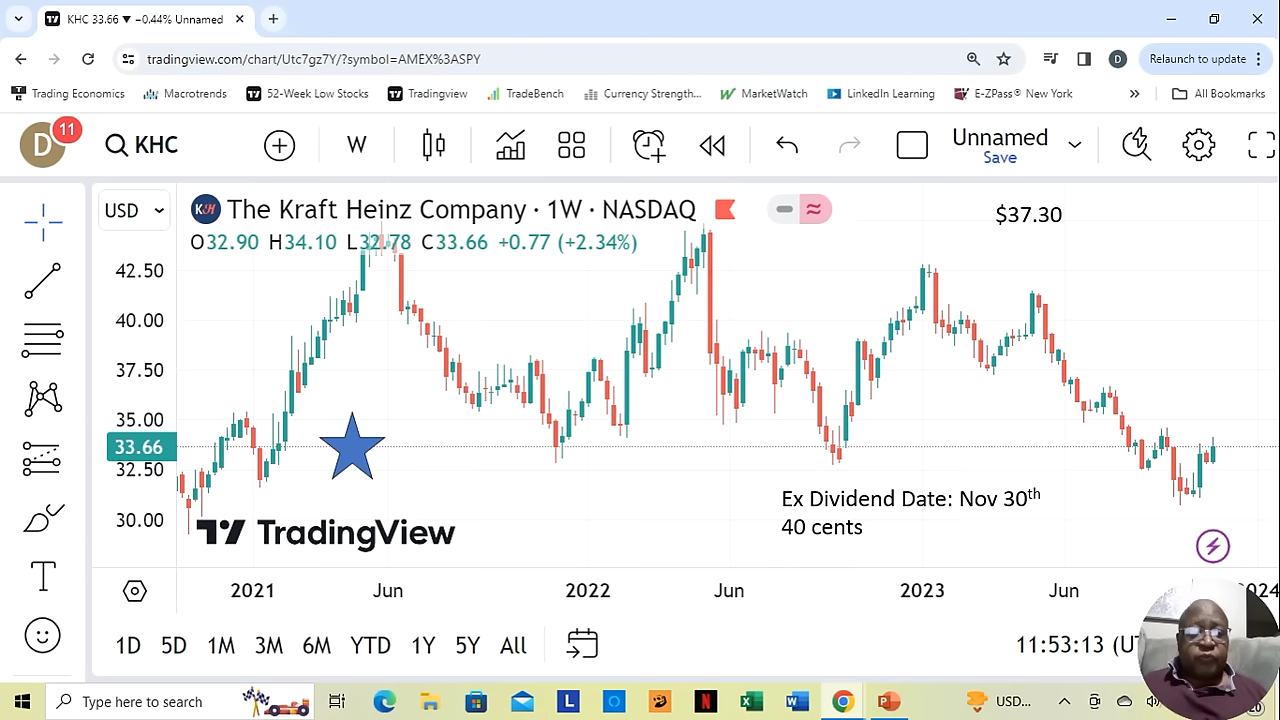 KHC 33.66 ▼ −0.44% Unnamed
tradingview.com/chart/Utc7gz7Y/?symbol=AMEX%3ASPY
D
Relaunch to update
Trading Economics
Macrotrends
52-Week Low Stocks
Tradingview
TradeBench
Currency Strength...
MarketWatch
LinkedIn Learning
E-ZPass® New York
»
All Bookmarks
D
11
KHC
W
Unnamed
Save
USD
The Kraft Heinz Company · 1W · NASDAQ
$37.30
O32.90 H34.10 L32.78 C33.66 +0.77 (+2.34%)
42.50
40.00
37.50
35.00
33.66
32.50
30.00
Ex Dividend Date: Nov 30th
40 cents
TradingView
2021
Jun
2022
Jun
2023
Jun
1D 5D 1M 3M 6M YTD 1Y 5Y All
11:53:13
Type here to search
USD...